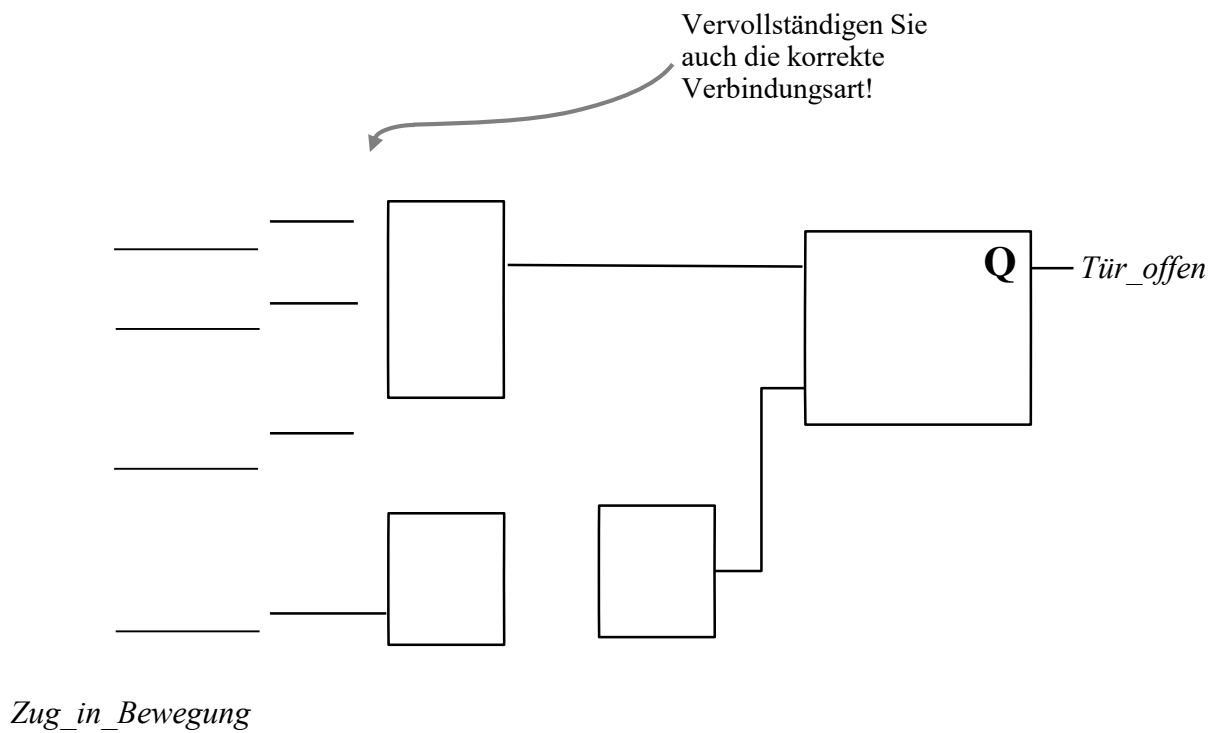 Vervollständigen Sie
auch die korrekte
Verbindungsart!
Q
Tür_offen
Zug_in_Bewegung